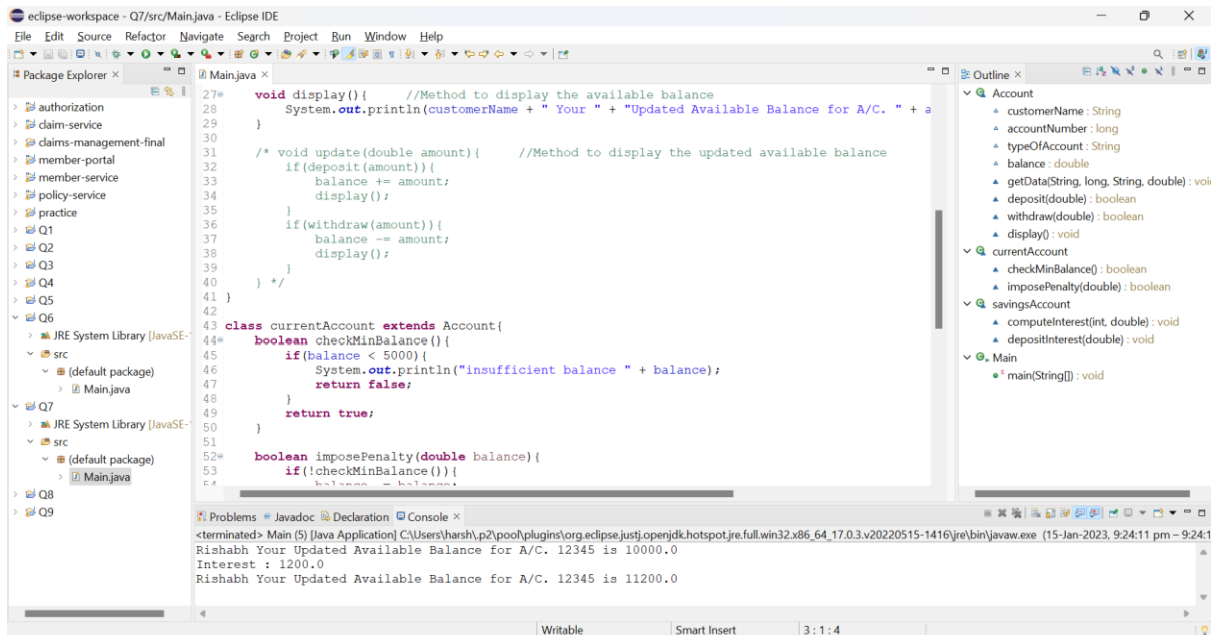 eclipse-workspace - Q7/src/Main.java - Eclipse IDE
File Edit Source Refactor Navigate Search Project Run Window Help
Package Explorer
authorization
claim-service
claims-management-final
member-portal
member-service
policy-service
practice
Q1
Q2
Q3
Q4
Q5
Q6
JRE System Library [JavaSE-
src
(default package)
Main.java
Q7
JRE System Library [JavaSE-
src
(default package)
Main.java
Q8
Q9
Main.java
27 void display(){ //Method to display the available balance
28 System.out.println(customerName + " Your " + "Updated Available Balance for A/C. " + a
29 }
30
31 /* void update(double amount){ //Method to display the updated available balance
32 if(deposit(amount)){
33 balance += amount;
34 display();
35 }
36 if(withdraw(amount)){
37 balance -= amount;
38 display();
39 }
40 } */
41 }
42
43 class currentAccount extends Account{
44 boolean checkMinBalance(){
45 if(balance < 5000){
46 System.out.println("insufficient balance " + balance);
47 return false;
48 }
49 return true;
50 }
51
52 boolean imposePenalty(double balance){
53 if(!checkMinBalance()){
Outline
Account
customerName : String
accountNumber : long
typeOfAccount : String
balance : double
getData(String, long, String, double) : voi
deposit(double) : boolean
withdraw(double) : boolean
display() : void
currentAccount
checkMinBalance() : boolean
imposePenalty(double) : boolean
savingsAccount
computeInterest(int, double) : void
depositInterest(double) : void
Main
main(String[]) : void
Problems Javadoc Declaration Console
<terminated> Main (5) [Java Application] C:\Users\harsh\.p2\pool\plugins\org.eclipse.justj.openjdk.hotspot.jre.full.win32.x86_64_17.0.3.v20220515-1416\jre\bin\javaw.exe (15-Jan-2023, 9:24:11 pm – 9:24:1
Rishabh Your Updated Available Balance for A/C. 12345 is 10000.0
Interest : 1200.0
Rishabh Your Updated Available Balance for A/C. 12345 is 11200.0
Writable Smart Insert 3 : 1 : 4